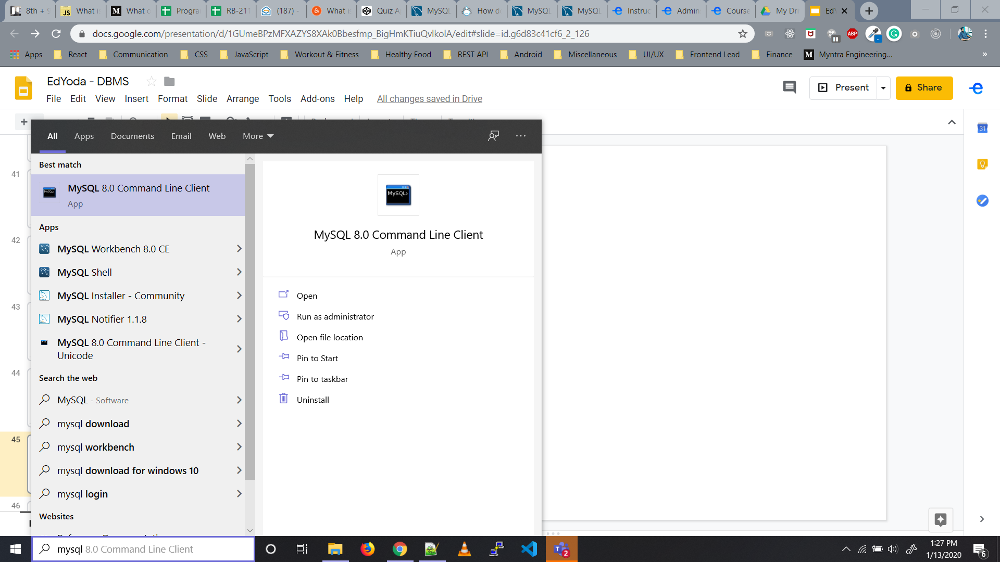 8th + 9
What is
What o
Progra
RB-211
(187) -
What is
Quiz A
MySQL
How d
MySQL
MySQL
Instruc
Admin
Course
My Dri
EdY
docs.google.com/presentation/d/1GUmeBPzMFXAZYS8XAk0Bbesfmp_BigHmKTiuQvlkolA/edit#slide=id.g6d83c41cf6_2_126
Apps React Communication CSS JavaScript Workout & Fitness Healthy Food REST API Android Miscellaneous UI/UX Frontend Lead Finance Myntra Engineering... »
EdYoda - DBMS
File Edit View Insert Format Slide Arrange Tools Add-ons Help All changes saved in Drive
Present
Share
All Apps Documents Email Web More
Best match
MySQL 8.0 Command Line Client
App
Apps
MySQL Workbench 8.0 CE
MySQL Shell
MySQL Installer - Community
MySQL Notifier 1.1.8
MySQL 8.0 Command Line Client -
Unicode
Search the web
MySQL - Software
mysql download
mysql workbench
mysql download for windows 10
mysql login
Websites
MySQL 8.0 Command Line Client
App
Open
Run as administrator
Open file location
Pin to Start
Pin to taskbar
Uninstall
41
42
43
44
45
46
31
mysql 8.0 Command Line Client
2
1:27 PM
1/13/2020
6